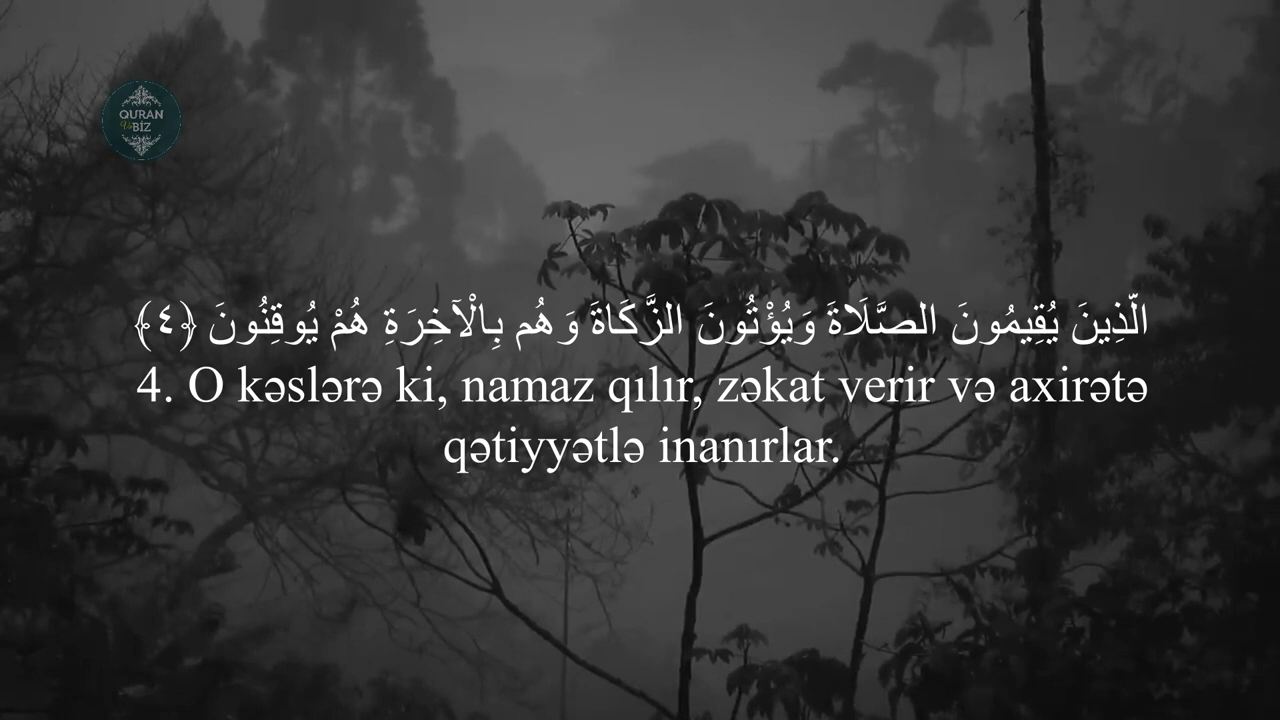 QURAN
Və BİZ
الَّذِينَ يُقِيمُونَ الصَّلَاةَ وَيُؤْتُونَ الزَّكَاةَ وَهُم بِالْآخِرَةِ هُمْ يُوقِنُونَ ﴿٤﴾
4. O kəslərə ki, namaz qılır, zəkat verir və axirətə
qətiyyətlə inanırlar.